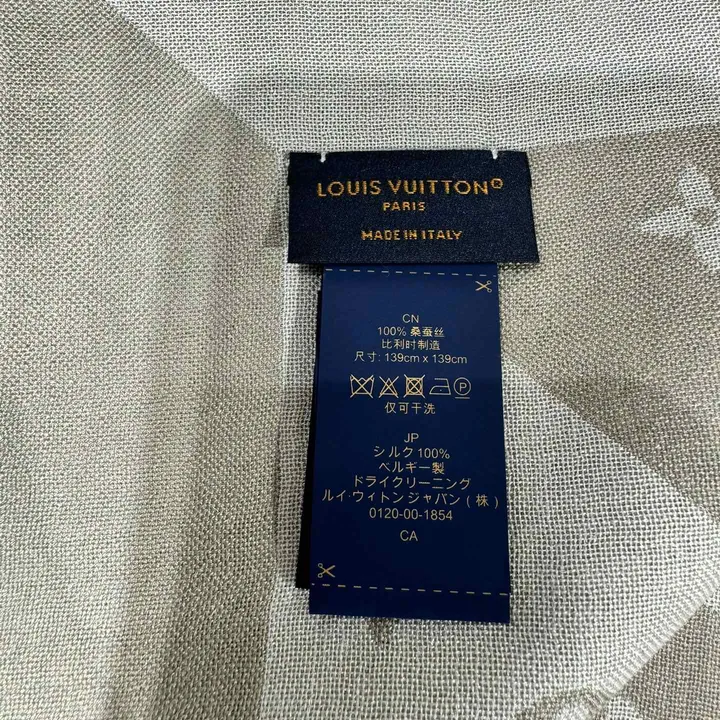 LOUIS VUITTON®
PARIS
MADE IN ITALY
CN
100% 桑蚕丝
比利时制造
尺寸: 139cm x 139cm
P
仅可干洗
JP
シルク100%
ベルギー製
ドライクリーニング
ルイ·ウィトンジャパン(株)
0120-00-1854
CA